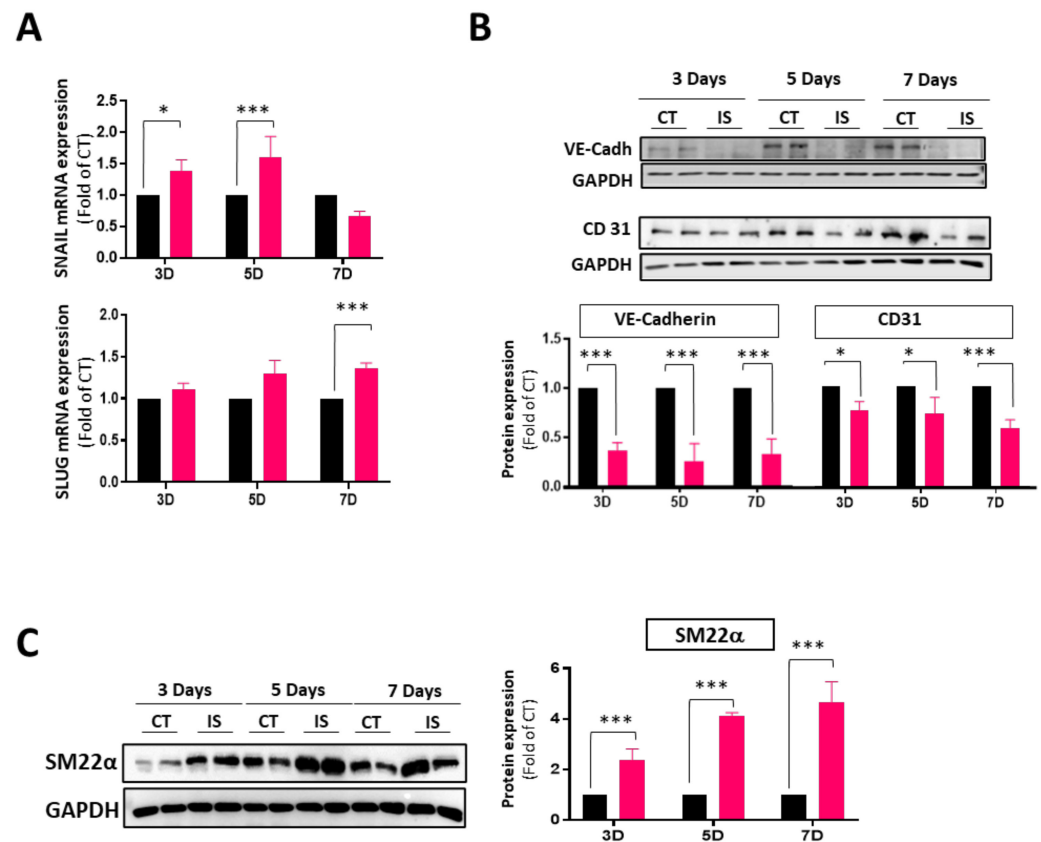 A
SNAIL mRNA expression
(Fold of CT)
2.5
2.0
1.5
1.0
0.5
0.0
*
***
3D
5D
7D
SLUG mRNA expression
(Fold of CT)
2.0
1.5
1.0
0.5
0.0
***
3D
5D
7D
B
3 Days
5 Days
7 Days
CT
IS
CT
IS
CT
IS
VE-Cadh
GAPDH
CD 31
GAPDH
VE-Cadherin
CD31
Protein expression
(Fold of CT)
1.5
1.0
0.5
0.0
***
***
***
*
*
***
3D
5D
7D
3D
5D
7D
C
3 Days
5 Days
7 Days
CT
IS
CT
IS
CT
IS
SM22α
GAPDH
SM22α
Protein expression
(Fold of CT)
6
4
2
0
***
***
***
3D
5D
7D